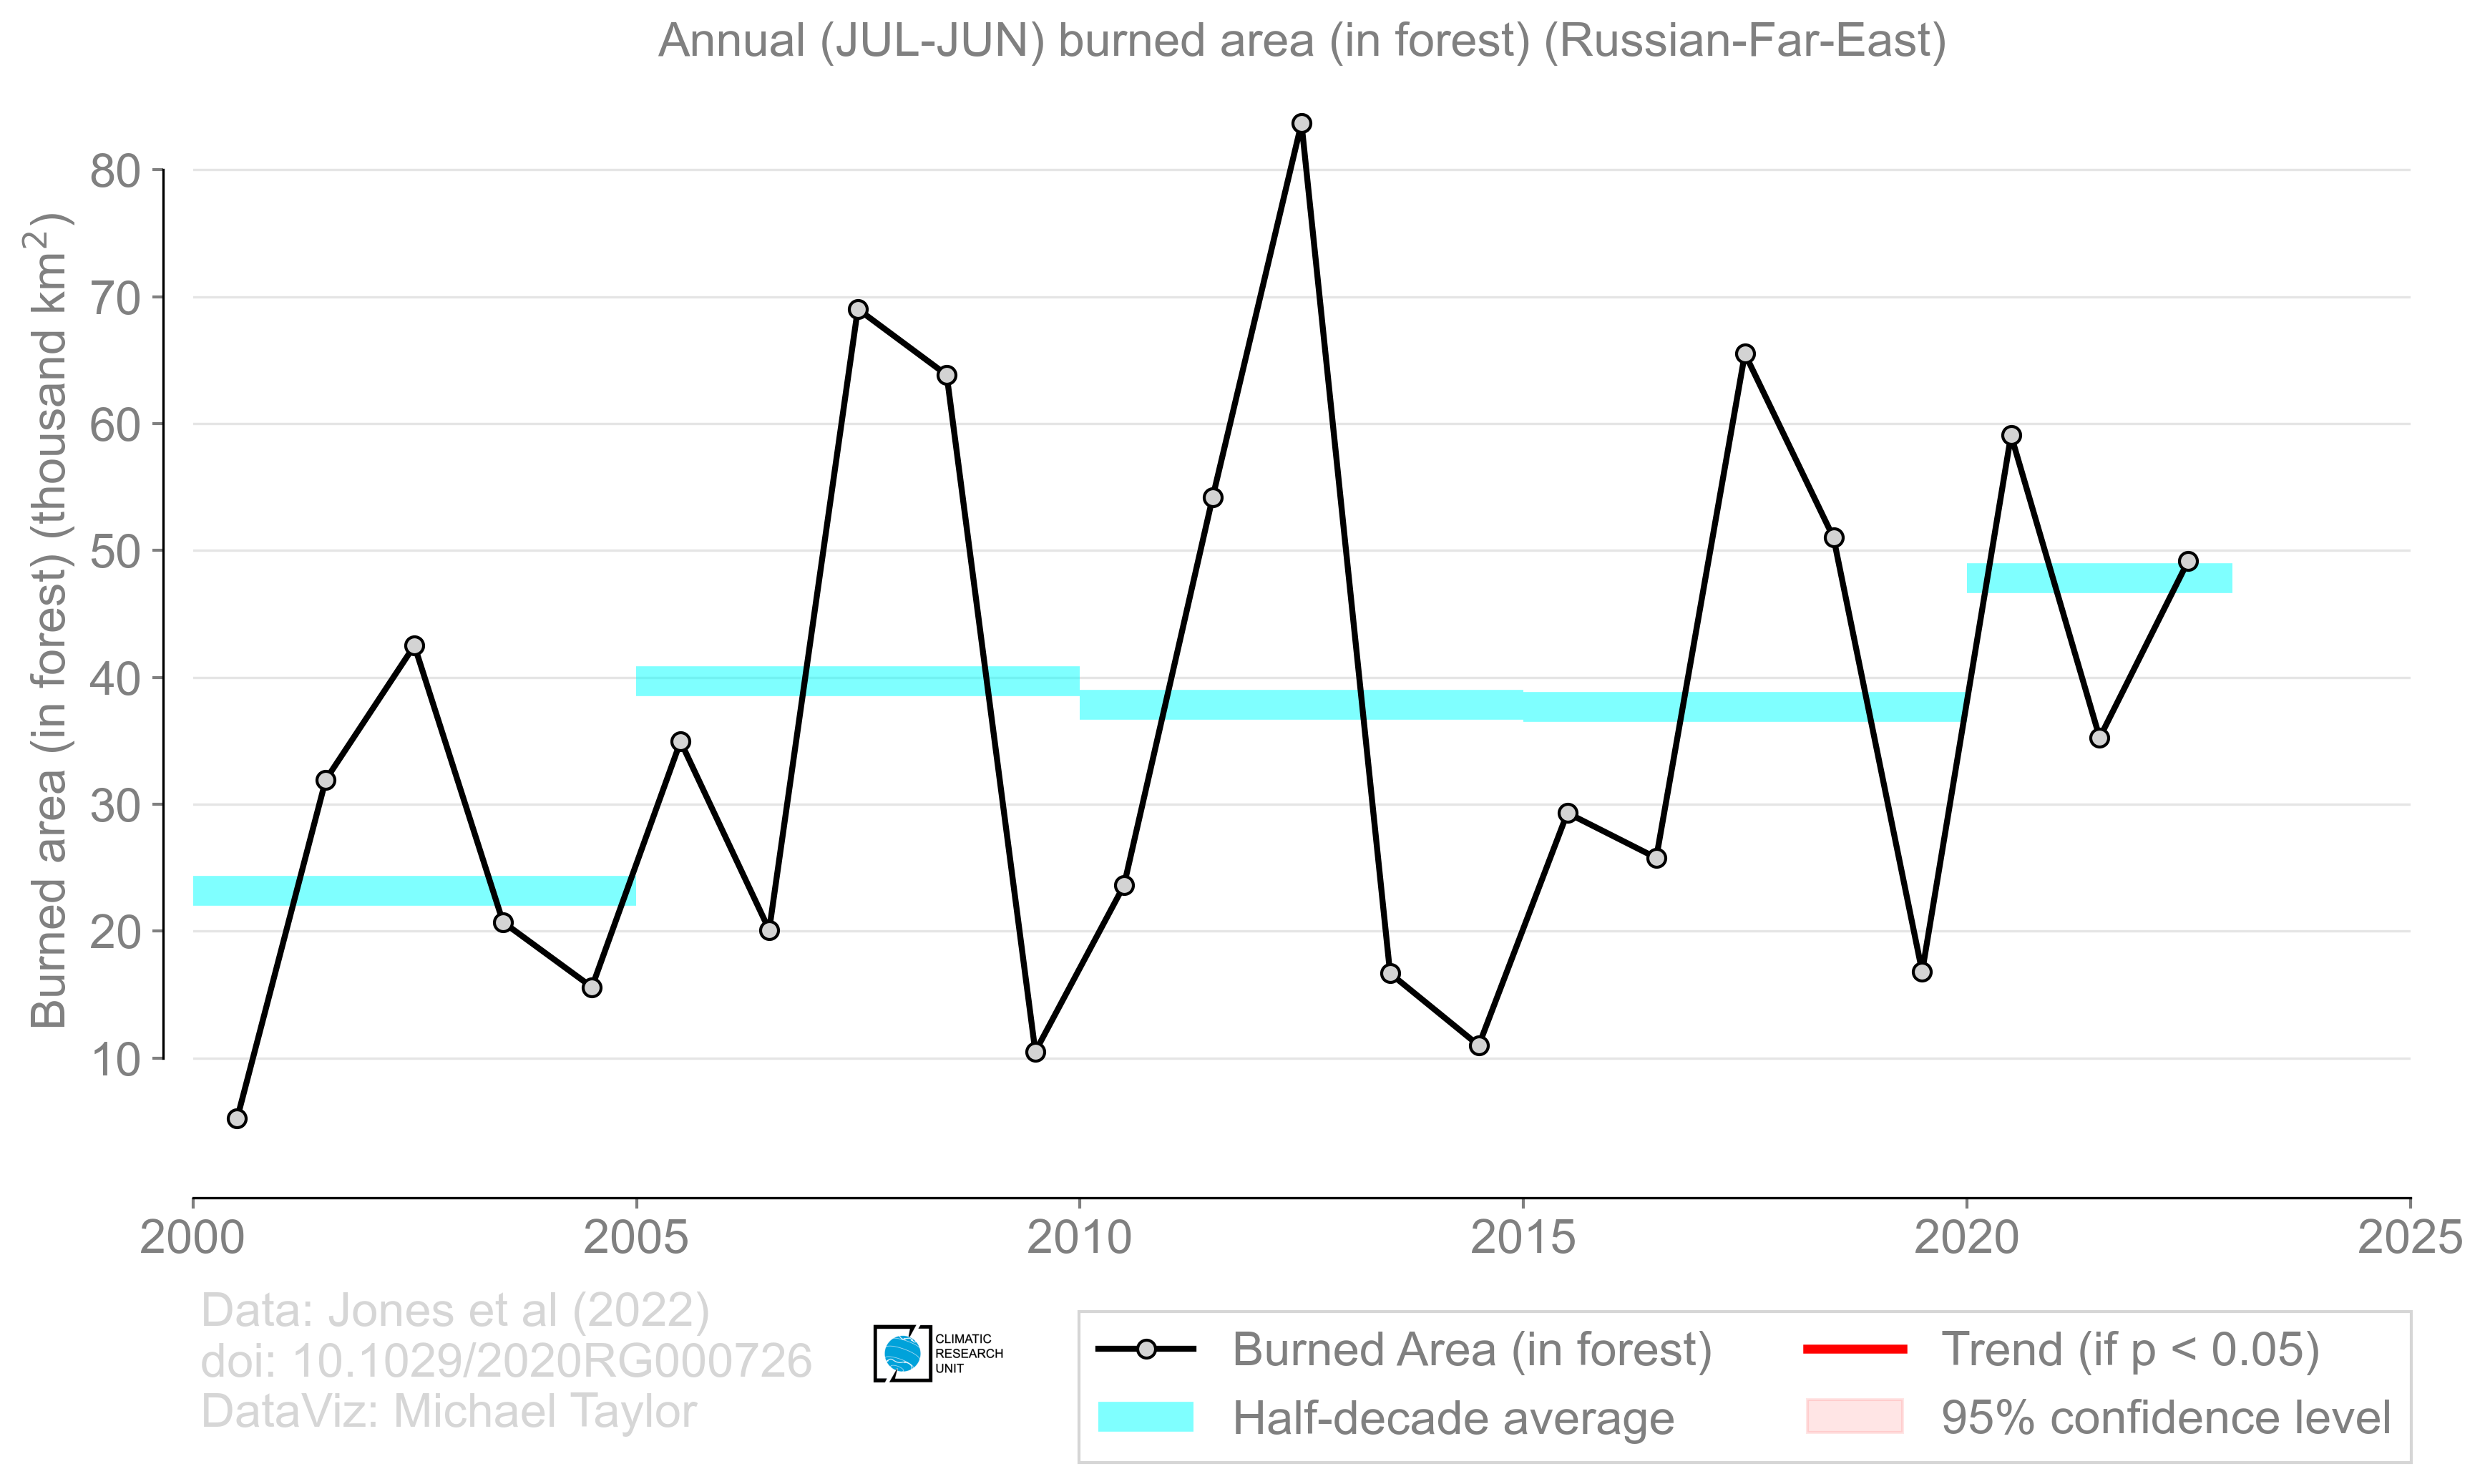 Annual (JUL-JUN) burned area (in forest) (Russian-Far-East)
Burned area (in forest) (thousand km²)
80
70
60
50
40
30
20
10
2000
2005
2010
2015
2020
2025
Data: Jones et al (2022)
doi: 10.1029/2020RG000726
DataViz: Michael Taylor
CLIMATIC
RESEARCH
UNIT
Burned Area (in forest)
Half-decade average
Trend (if p < 0.05)
95% confidence level